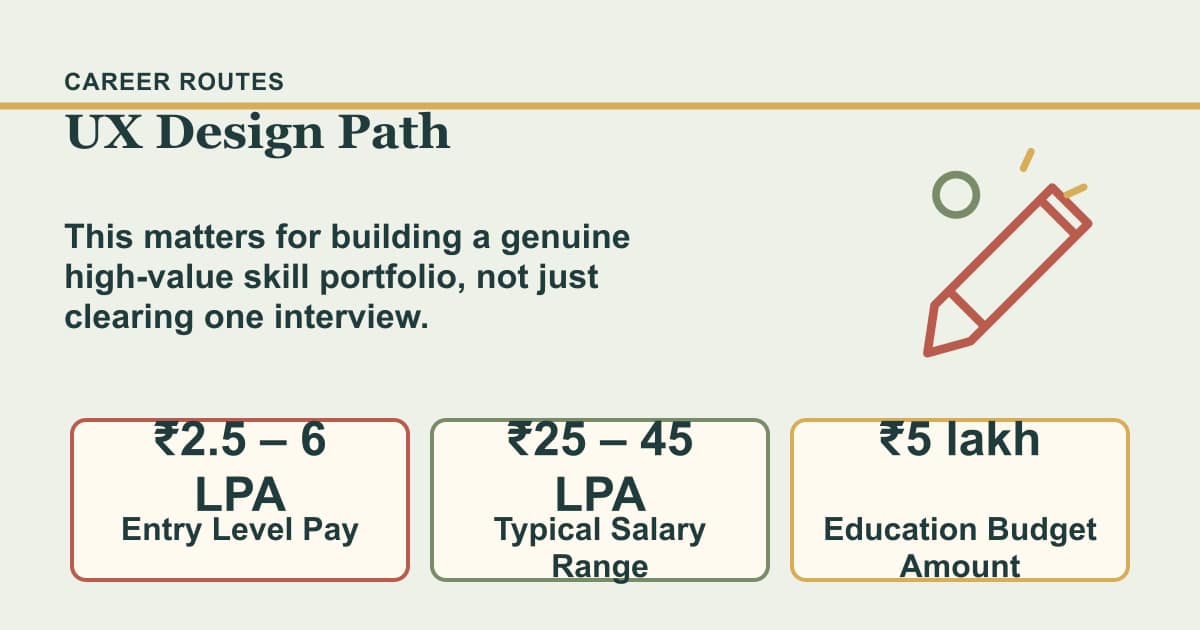 CAREER ROUTES
UX Design Path
This matters for building a genuine
high-value skill portfolio, not just
clearing one interview.
₹2.5 – 6
LPA
Entry Level Pay
₹25 – 45
LPA
Typical Salary
Range
₹5 lakh
Education Budget
Amount